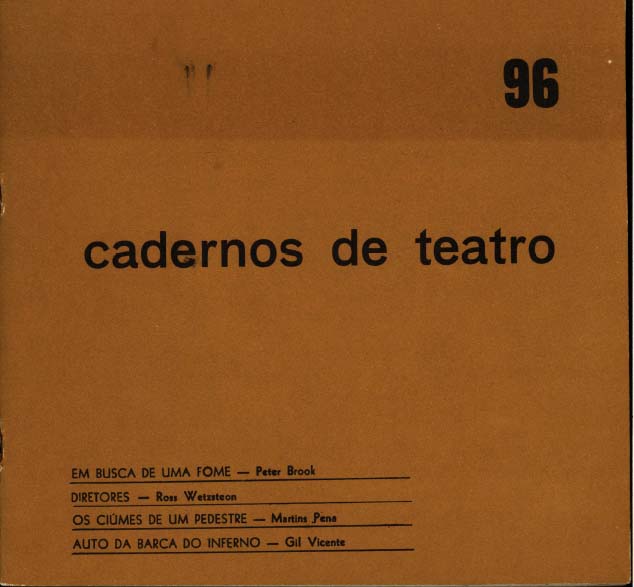 96
cadernos de teatro
EM BUSCA DE UMA FOME — Peter Brook
DIRETORES — Ross Wetzsteon
OS CIÚMES DE UM PEDESTRE — Martins Pena
AUTO DA BARCA DO INFERNO — Gil Vicente